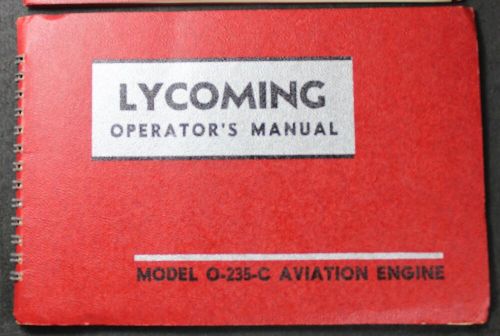 LYCOMING
OPERATOR'S MANUAL
MODEL O-235-C AVIATION ENGINE